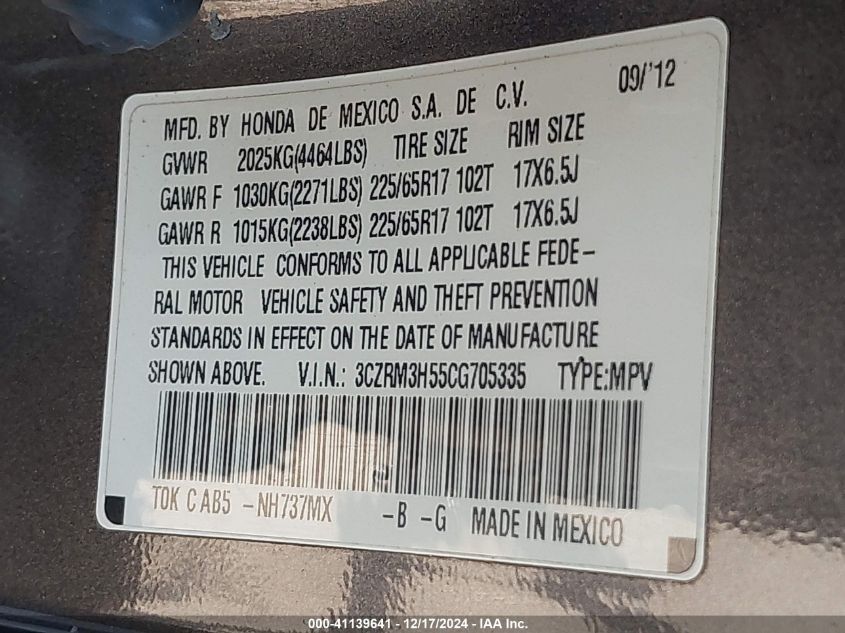 09/'12
MFD. BY HONDA DE MEXICO S.A. DE C.V.
GVWR 2025KG(4464LBS) TIRE SIZE RIM SIZE
GAWR F 1030KG(2271LBS) 225/65R17 102T 17X6.5J
GAWR R 1015KG(2238LBS) 225/65R17 102T 17X6.5J
THIS VEHICLE CONFORMS TO ALL APPLICABLE FEDE-
RAL MOTOR VEHICLE SAFETY AND THEFT PREVENTION
STANDARDS IN EFFECT ON THE DATE OF MANUFACTURE
SHOWN ABOVE. V.I.N.: 3CZRM3H55CG705335 TYPE:MPV
T0K C AB5 -NH737MX -B -G MADE IN MEXICO
000-41139641 - 12/17/2024 - IAA Inc.